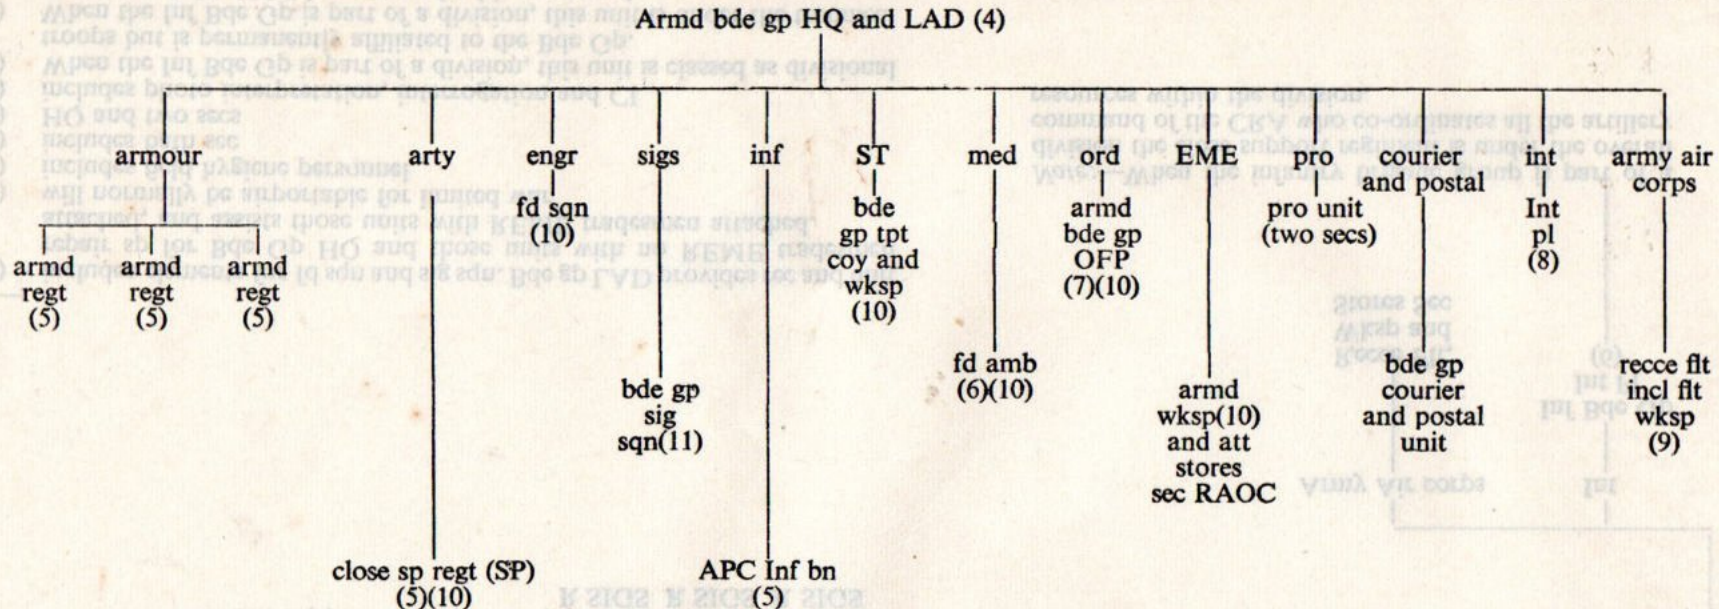 Armd bde gp HQ and LAD (4)
armour
armd
regt
(5)
armd
regt
(5)
armd
regt
(5)
arty
close sp regt (SP)
(5)(10)
engr
fd sqn
(10)
sigs
bde gp
sig
sqn(11)
inf
APC Inf bn
(5)
ST
bde
gp tpt
coy and
wksp
(10)
med
fd amb
(6)(10)
ord
armd
bde gp
OFP
(7)(10)
EME
armd
wksp(10)
and att
stores
sec RAOC
pro
pro unit
(two secs)
courier
and postal
bde gp
courier
and postal
unit
int
Int
pl
(8)
army air
corps
recce flt
incl flt
wksp
(9)